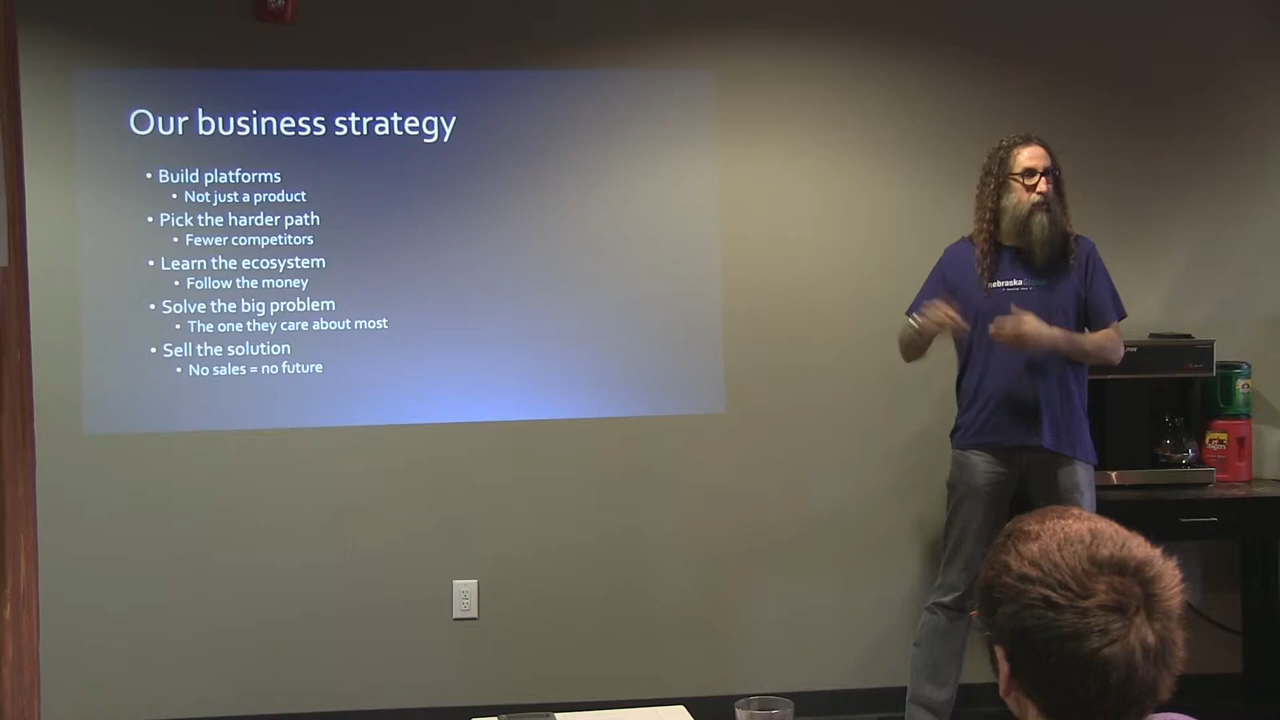 Our business strategy
• Build platforms
• Not just a product
• Pick the harder path
• Fewer competitors
• Learn the ecosystem
• Follow the money
• Solve the big problem
• The one they care about most
• Sell the solution
• No sales = no future
nebraska